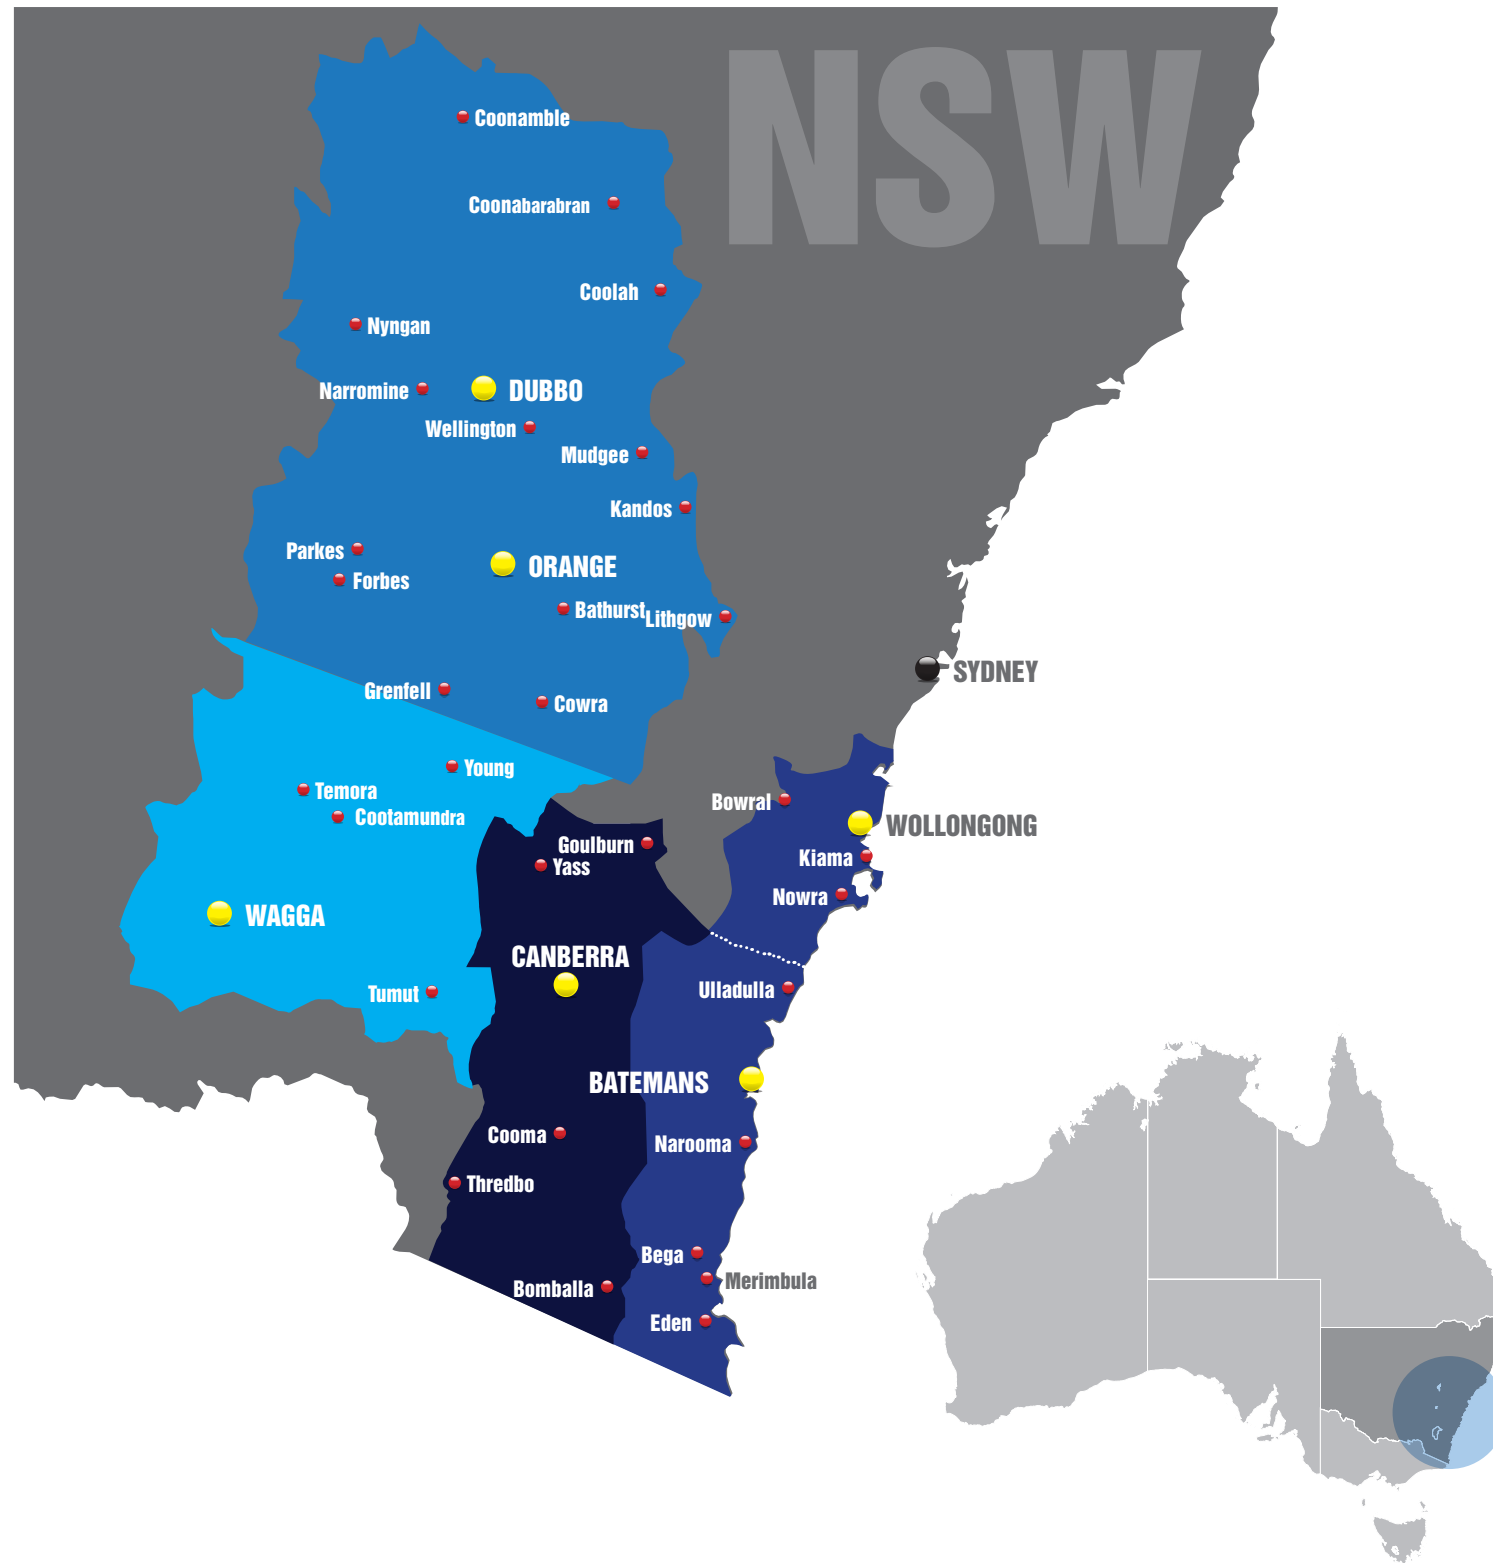 NSW
Coonamble
Coonabarabran
Coolah
Nyngan
Narromine
DUBBO
Wellington
Mudgee
Kandos
Parkes
ORANGE
Forbes
Bathurst
Lithgow
SYDNEY
Grenfell
Cowra
Young
Temora
Bowral
Cootamundra
WOLLONGONG
Goulburn
Kiama
Yass
Nowra
WAGGA
CANBERRA
Ulladulla
Tumut
BATEMANS
Cooma
Narooma
Thredbo
Bega
Merimbula
Bomballa
Eden